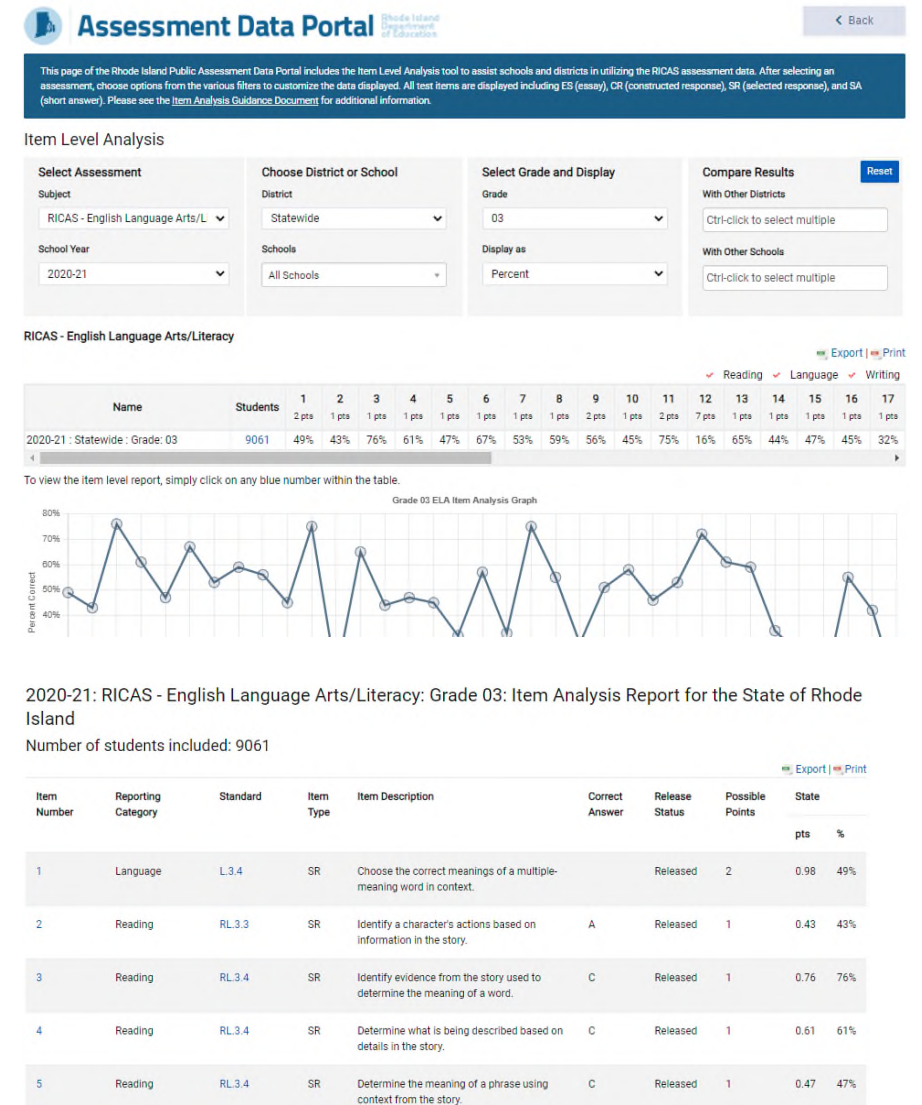 Assessment Data Portal
Rhode Island
Department
of Education
Back
This page of the Rhode Island Public Assessment Data Portal includes the Item Level Analysis tool to assist schools and districts in utilizing the RICAS assessment data. After selecting an
assessment, choose options from the various filters to customize the data displayed. All test items are displayed including ES (essay), CR (constructed response), SR (selected response), and SA
(short answer). Please see the Item Analysis Guidance Document for additional information.
Item Level Analysis
Select Assessment Choose District or School Select Grade and Display Compare Results Reset
Subject District Grade With Other Districts
RICAS - English Language Arts/L Statewide 03 Ctrl-click to select multiple
School Year Schools Display as With Other Schools
2020-21 All Schools Percent Ctrl-click to select multiple
RICAS - English Language Arts/Literacy
Export | Print
Reading Language Writing
Name Students 1 2 3 4 5 6 7 8 9 10 11 12 13 14 15 16 17
2 pts 1 pts 1 pts 1 pts 1 pts 1 pts 1 pts 1 pts 2 pts 1 pts 2 pts 7 pts 1 pts 1 pts 1 pts 1 pts 1 pts
2020-21 : Statewide : Grade: 03 9061 49% 43% 76% 61% 47% 67% 53% 59% 56% 45% 75% 16% 65% 44% 47% 45% 32%
To view the item level report, simply click on any blue number within the table.
Grade 03 ELA Item Analysis Graph
80%
70%
60%
50%
40%
Percent Correct
2020-21: RICAS - English Language Arts/Literacy: Grade 03: Item Analysis Report for the State of Rhode
Island
Number of students included: 9061
Export | Print
Item Reporting Standard Item Item Description Correct Release Possible State
Number Category Type Answer Status Points
pts %
1 Language L.3.4 SR Choose the correct meanings of a multiple- Released 2 0.98 49%
meaning word in context.
2 Reading RL.3.3 SR Identify a character's actions based on A Released 1 0.43 43%
information in the story.
3 Reading RL.3.4 SR Identify evidence from the story used to C Released 1 0.76 76%
determine the meaning of a word.
4 Reading RL.3.4 SR Determine what is being described based on C Released 1 0.61 61%
details in the story.
5 Reading RL.3.4 SR Determine the meaning of a phrase using C Released 1 0.47 47%
context from the story.